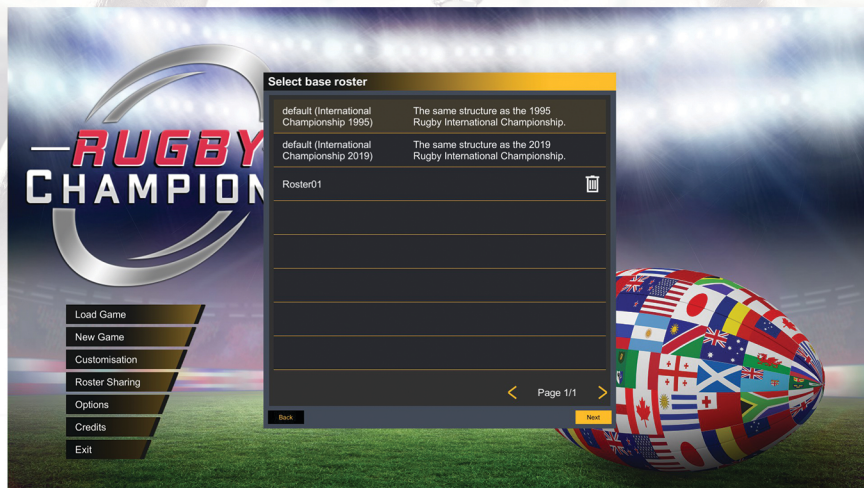 Select base roster
default (International
Championship 1995)
The same structure as the 1995
Rugby International Championship.
default (International
Championship 2019)
The same structure as the 2019
Rugby International Championship.
Roster01
Page 1/1
Back
Next
RUGBY
CHAMPION
Load Game
New Game
Customisation
Roster Sharing
Options
Credits
Exit